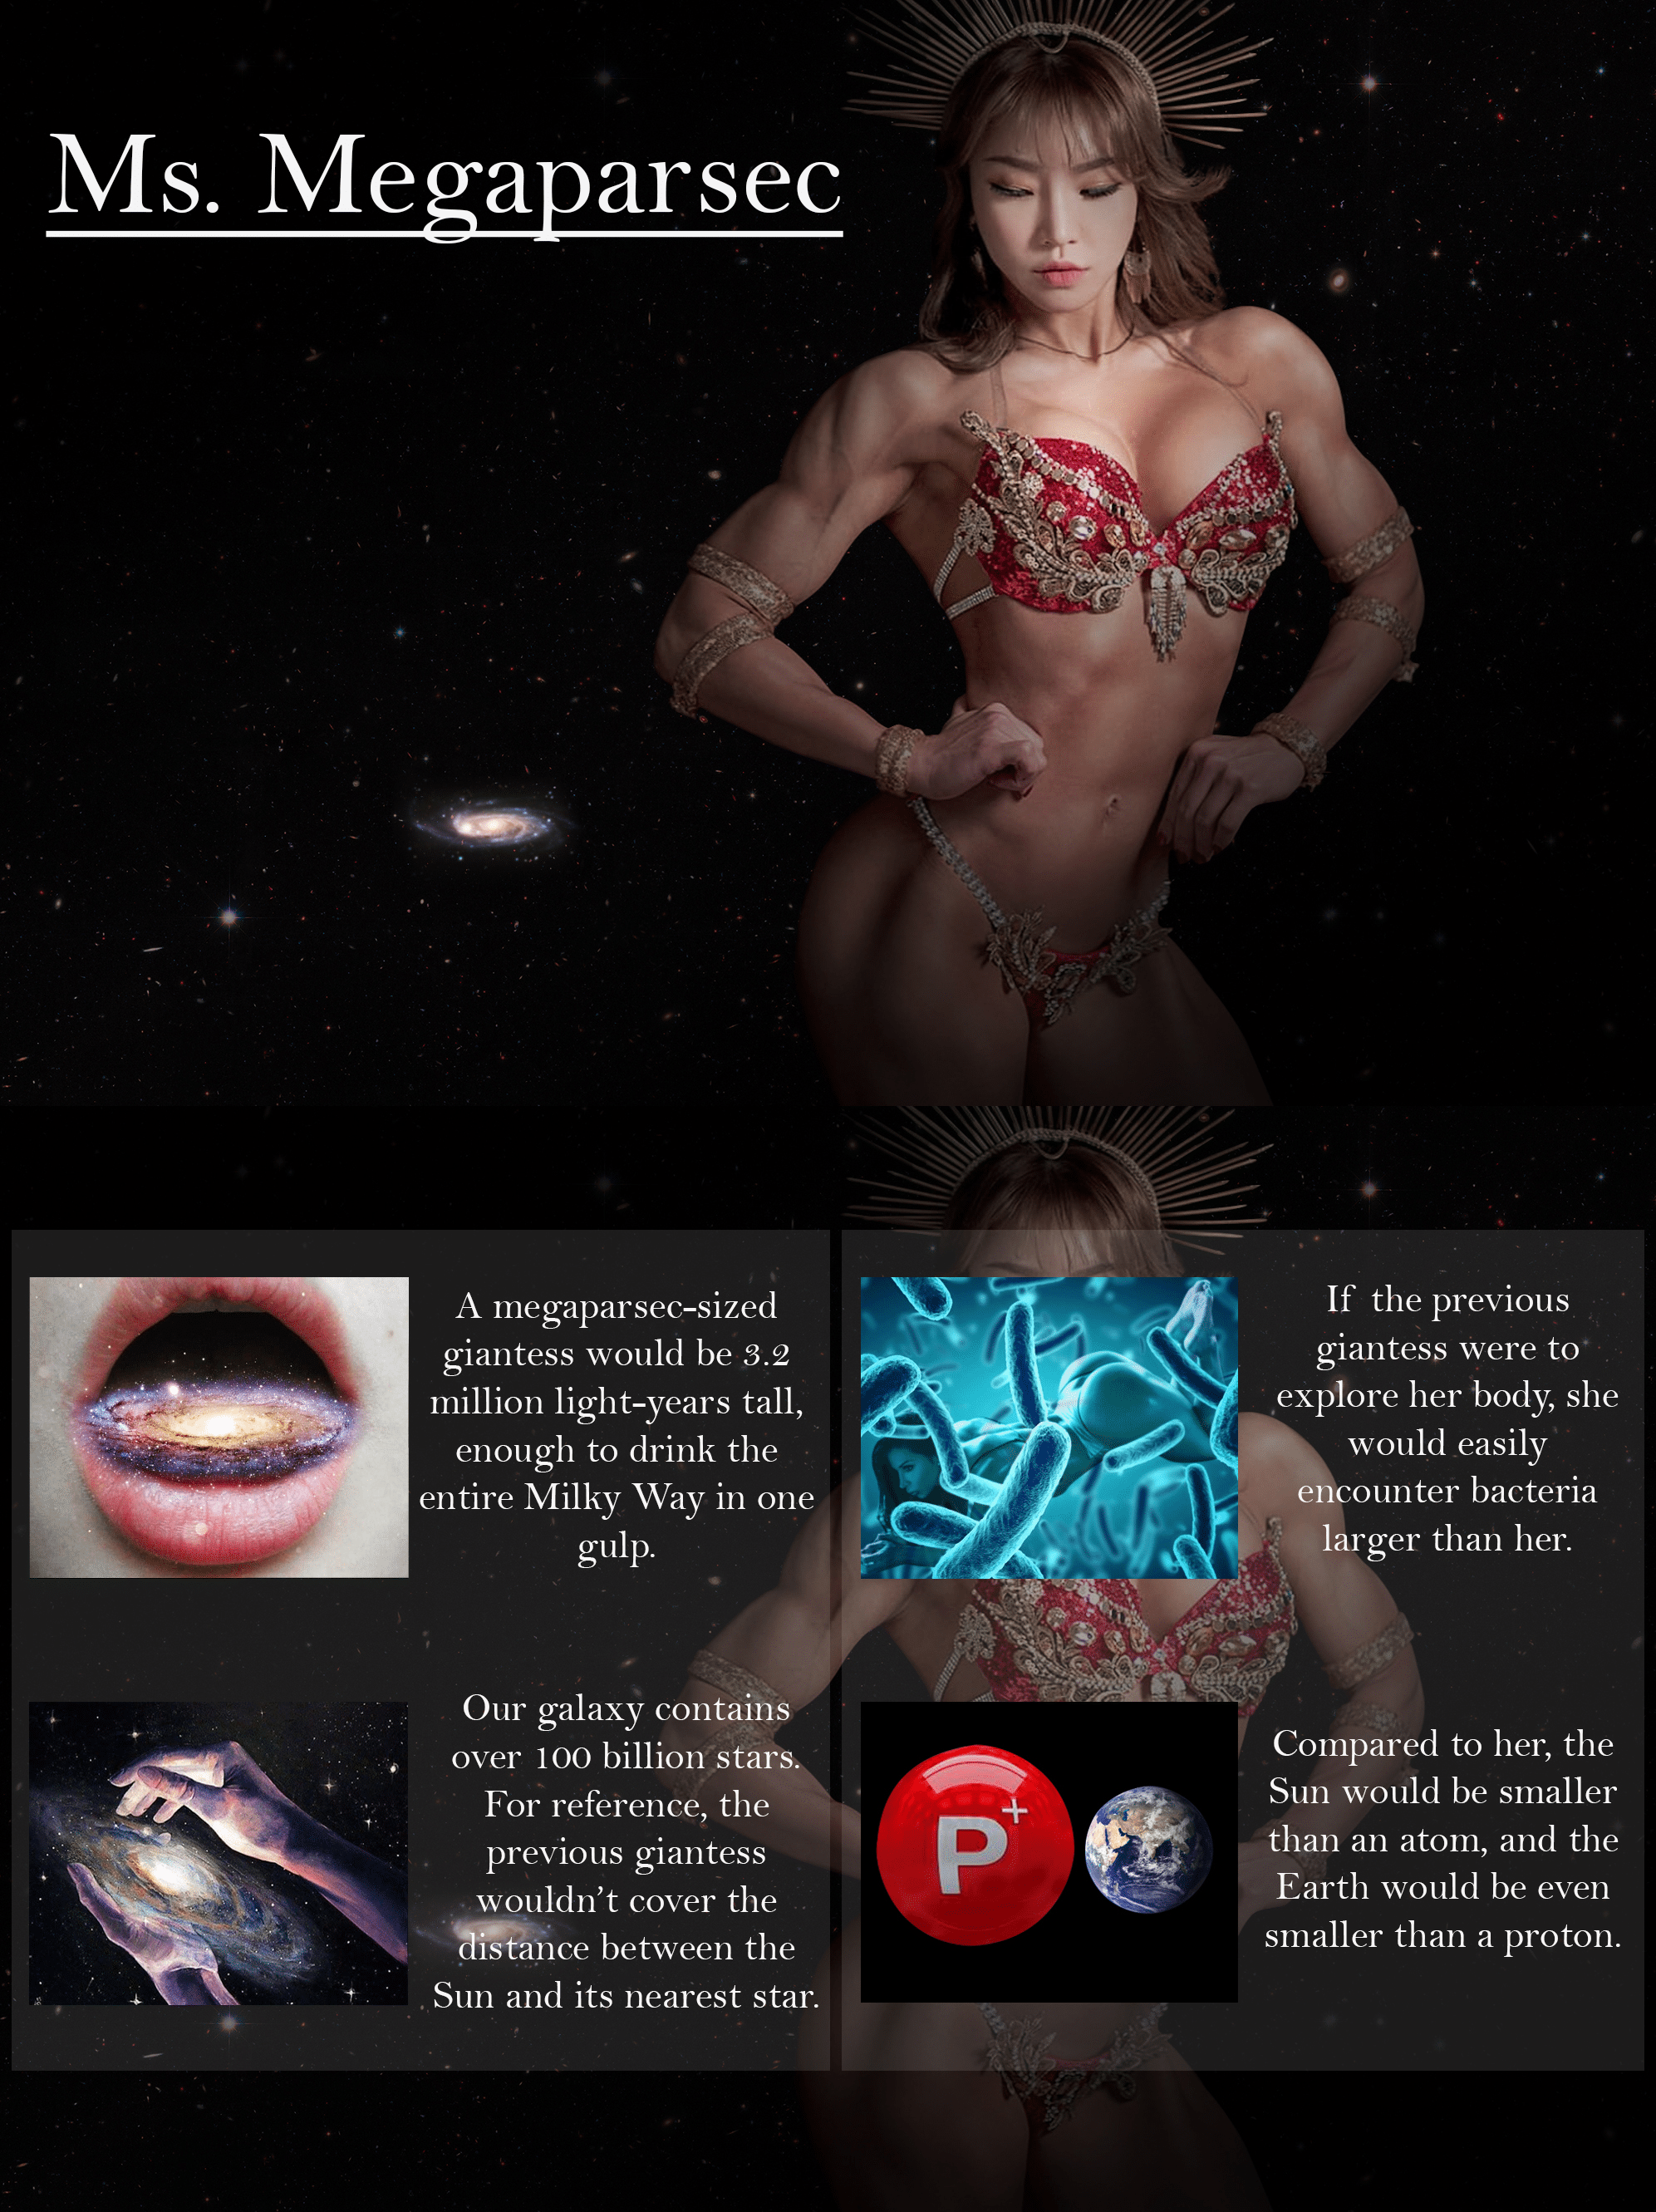 Ms. Megaparsec
A megaparsec-sized
giantess would be 3.2
million light-years tall,
enough to drink the
entire Milky Way in one
gulp.
If the previous
giantess were to
explore her body, she
would easily
encounter bacteria
larger than her.
Our galaxy contains
over 100 billion stars.
For reference, the
previous giantess
wouldn’t cover the
distance between the
Sun and its nearest star.
P+
Compared to her, the
Sun would be smaller
than an atom, and the
Earth would be even
smaller than a proton.